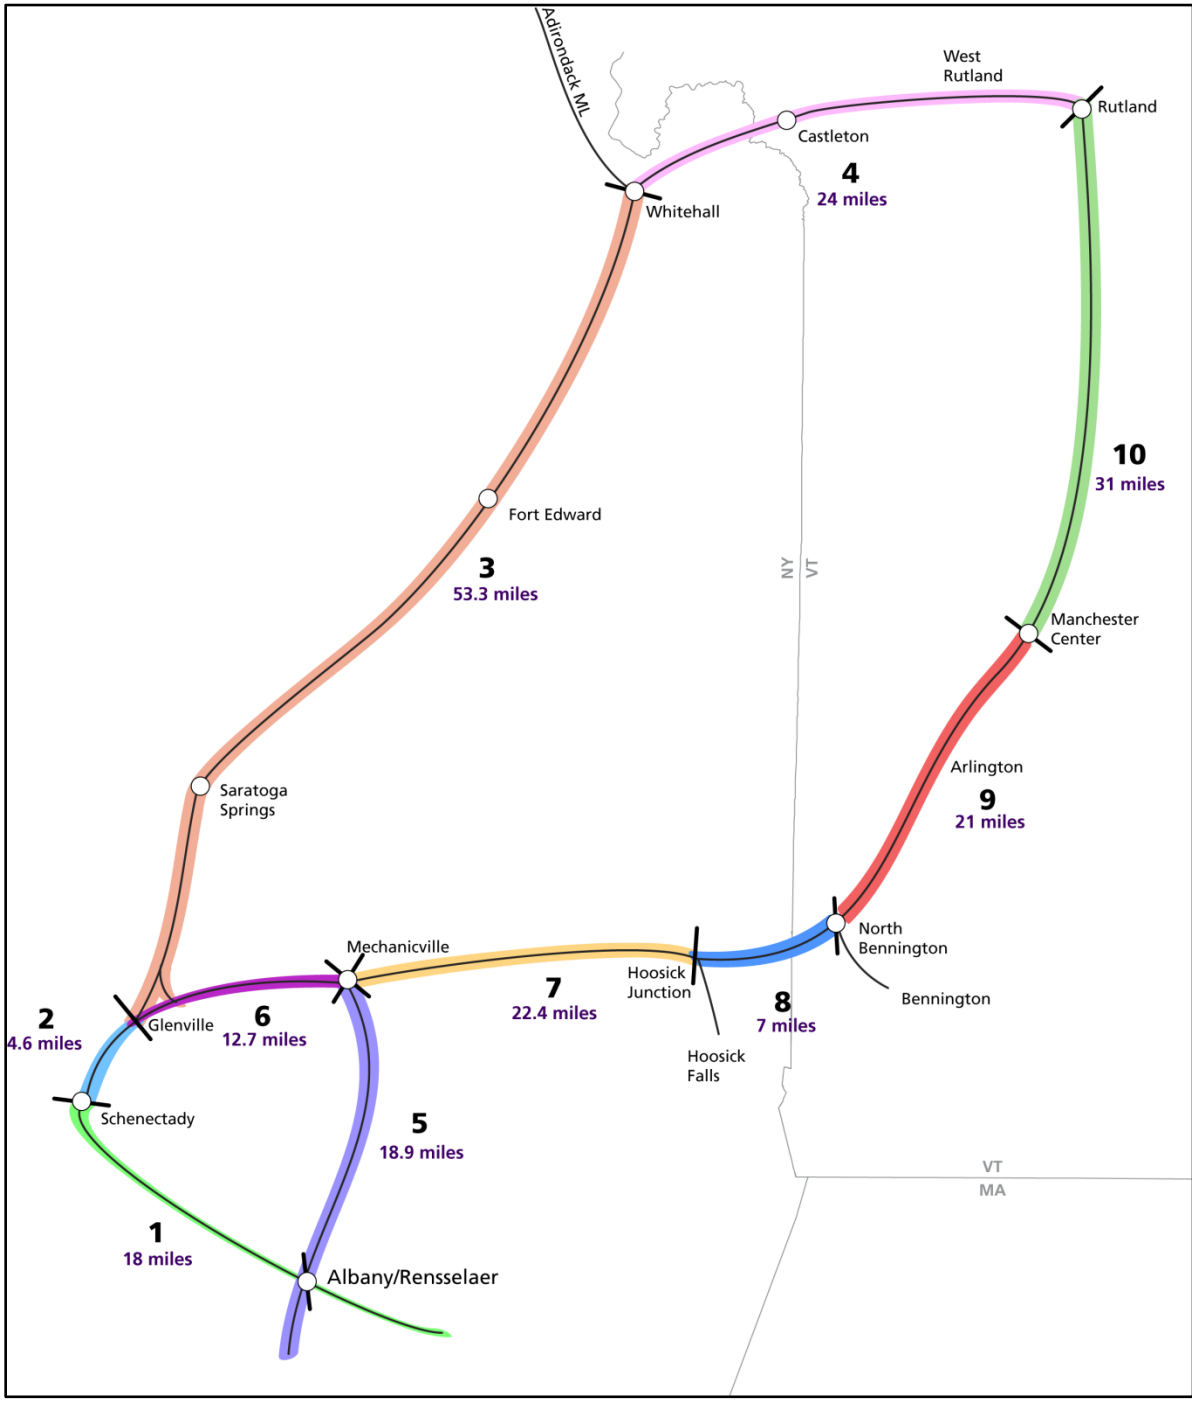 Adirondack ML
West
Rutland
Rutland
Castleton
4
24 miles
Whitehall
10
31 miles
Fort Edward
3
53.3 miles
NY
VT
Manchester
Center
Arlington
9
21 miles
Saratoga
Springs
North
Bennington
Mechanicville
Hoosick
Junction
7
22.4 miles
8
7 miles
Bennington
2
4.6 miles
Glenville
6
12.7 miles
Hoosick
Falls
Schenectady
5
18.9 miles
VT
MA
1
18 miles
Albany/Rensselaer